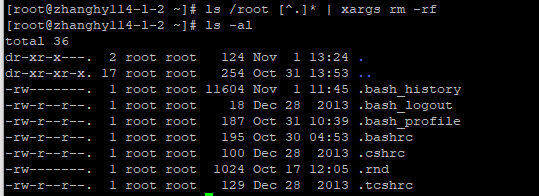 [root@zhanghy114-l-2 ~]# ls /root [^.]* | xargs rm -rf
[root@zhanghy114-l-2 ~]# ls -al
total 36
dr-xr-x---.  2 root root   124 Nov  1 13:24 .
dr-xr-xr-x. 17 root root   254 Oct 31 13:53 ..
-rw-------.  1 root root 11604 Nov  1 11:45 .bash_history
-rw-r--r--.  1 root root    18 Dec 28  2013 .bash_logout
-rw-r--r--.  1 root root   187 Oct 31 10:39 .bash_profile
-rw-r--r--.  1 root root   195 Oct 30 04:53 .bashrc
-rw-r--r--.  1 root root   100 Dec 28  2013 .cshrc
-rw-------.  1 root root  1024 Oct 17 12:05 .rnd
-rw-r--r--.  1 root root   129 Dec 28  2013 .tcshrc